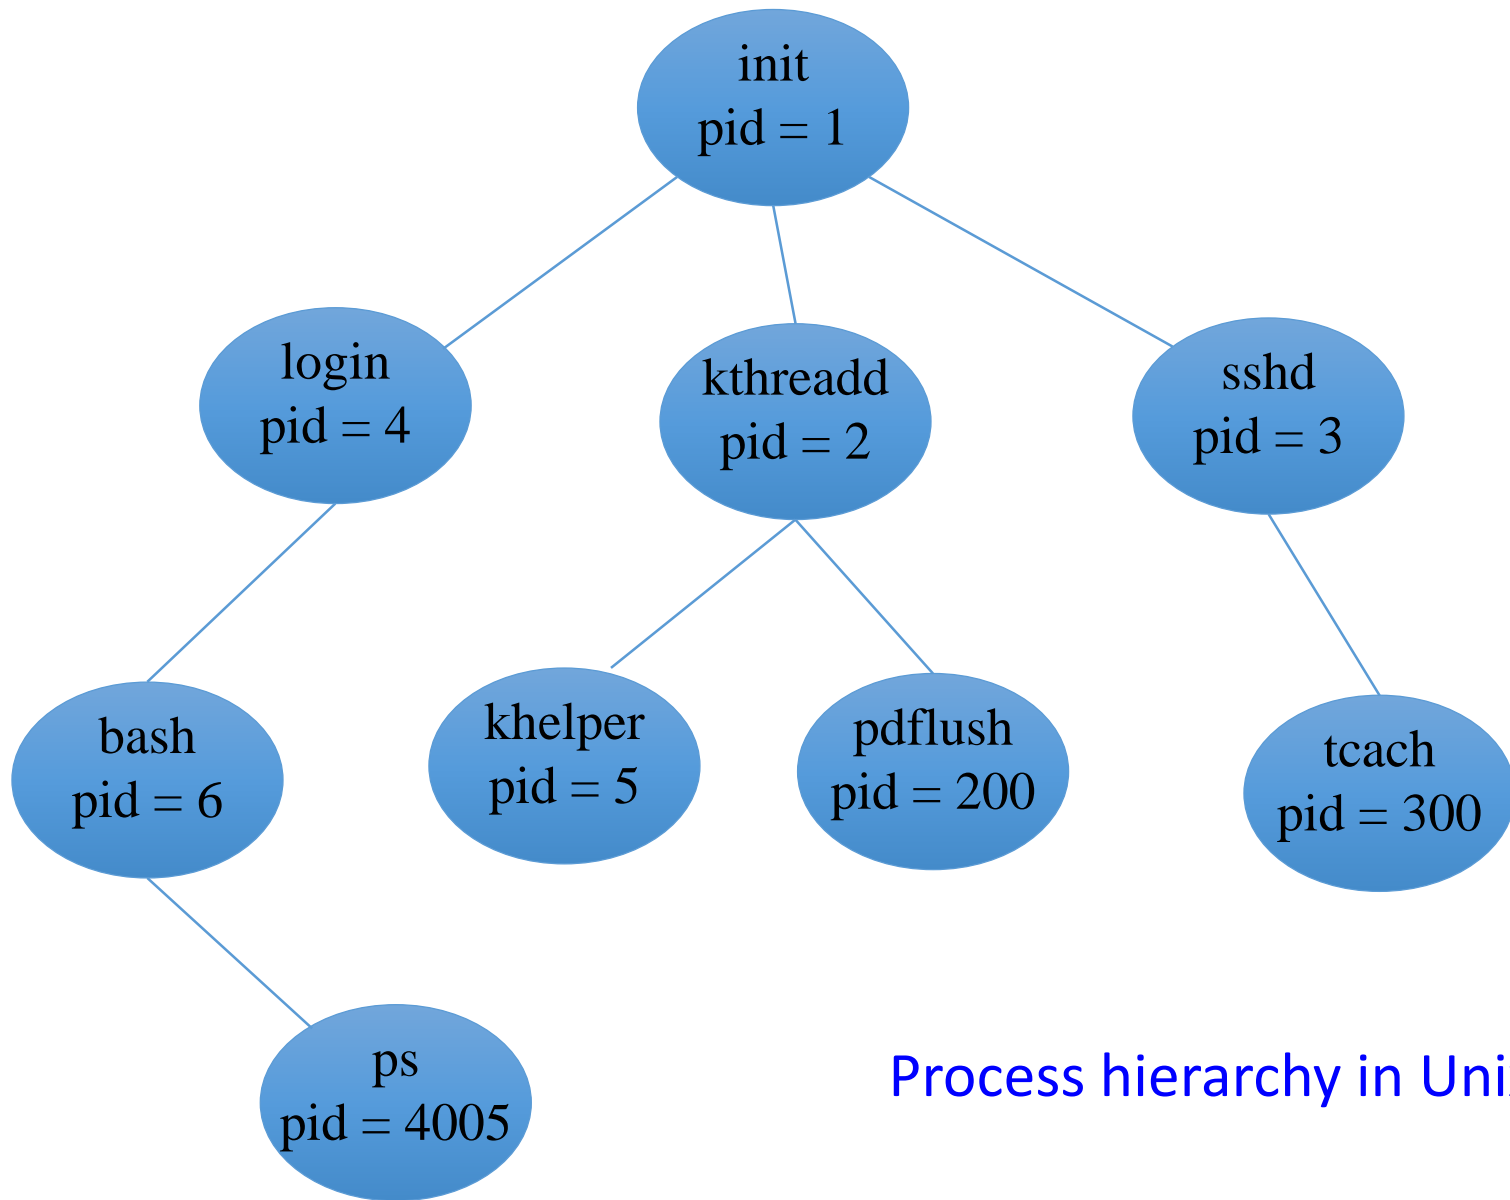 init
pid = 1
login
pid = 4
kthreadd
pid = 2
sshd
pid = 3
bash
pid = 6
khelper
pid = 5
pdflush
pid = 200
tcach
pid = 300
ps
pid = 4005
Process hierarchy in